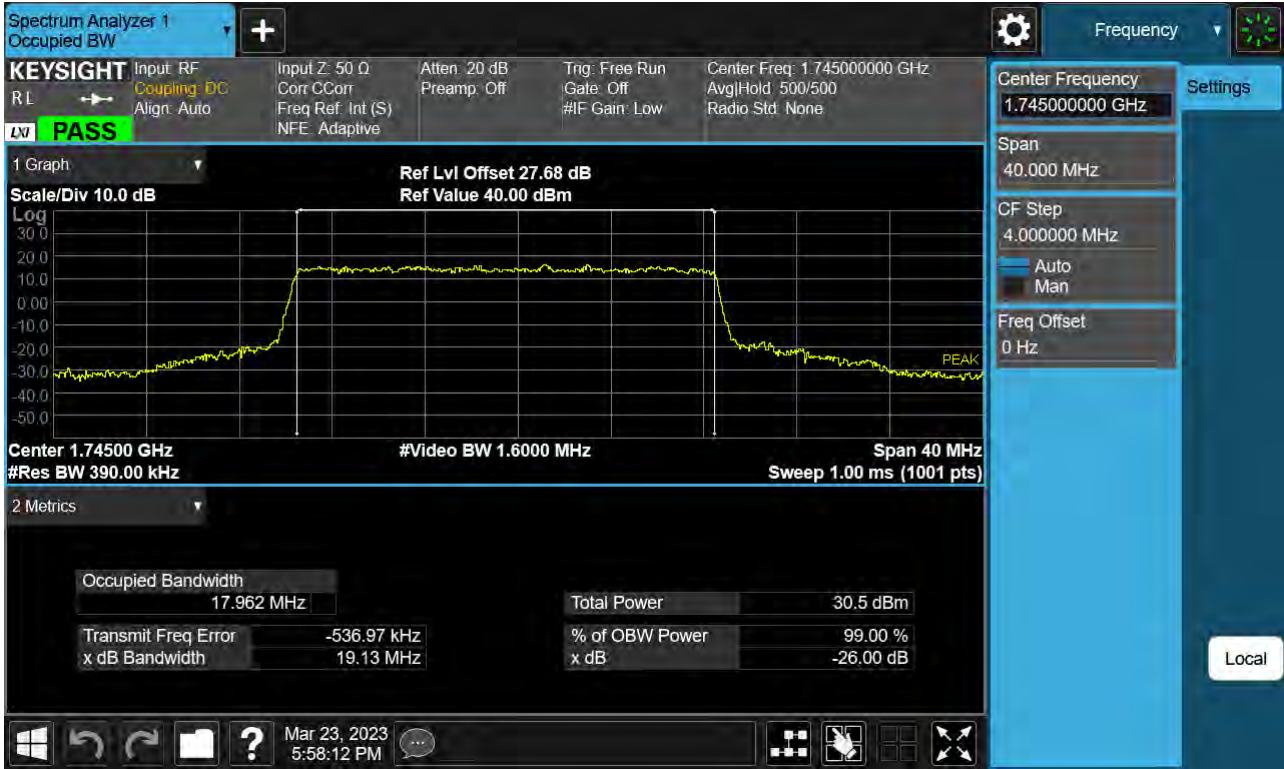 Spectrum Analyzer 1
Occupied BW
Frequency
KEYSIGHT
R L
LXI PASS
Input: RF
Coupling: DC
Align: Auto
Input Z: 50 Ω
Corr CCorr
Freq Ref: Int (S)
NFE: Adaptive
Atten: 20 dB
Preamp: Off
Trig: Free Run
Gate: Off
#IF Gain: Low
Center Freq: 1.745000000 GHz
Avg|Hold: 500/500
Radio Std: None
Center Frequency
1.745000000 GHz
Settings
Span
40.000 MHz
CF Step
4.000000 MHz
Auto
Man
Freq Offset
0 Hz
Local
1 Graph
Scale/Div 10.0 dB
Ref Lvl Offset 27.68 dB
Ref Value 40.00 dBm
Log
30.0
20.0
10.0
0.00
-10.0
-20.0
-30.0
-40.0
-50.0
PEAK
Center 1.74500 GHz
#Video BW 1.6000 MHz
Span 40 MHz
#Res BW 390.00 kHz
Sweep 1.00 ms (1001 pts)
2 Metrics
Occupied Bandwidth
17.962 MHz
Total Power 30.5 dBm
Transmit Freq Error -536.97 kHz
% of OBW Power 99.00 %
x dB Bandwidth 19.13 MHz
x dB -26.00 dB
?
Mar 23, 2023
5:58:12 PM